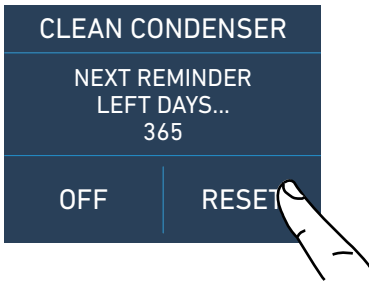 CLEAN CONDENSER
NEXT REMINDER
LEFT DAYS...
365
OFF
RESET